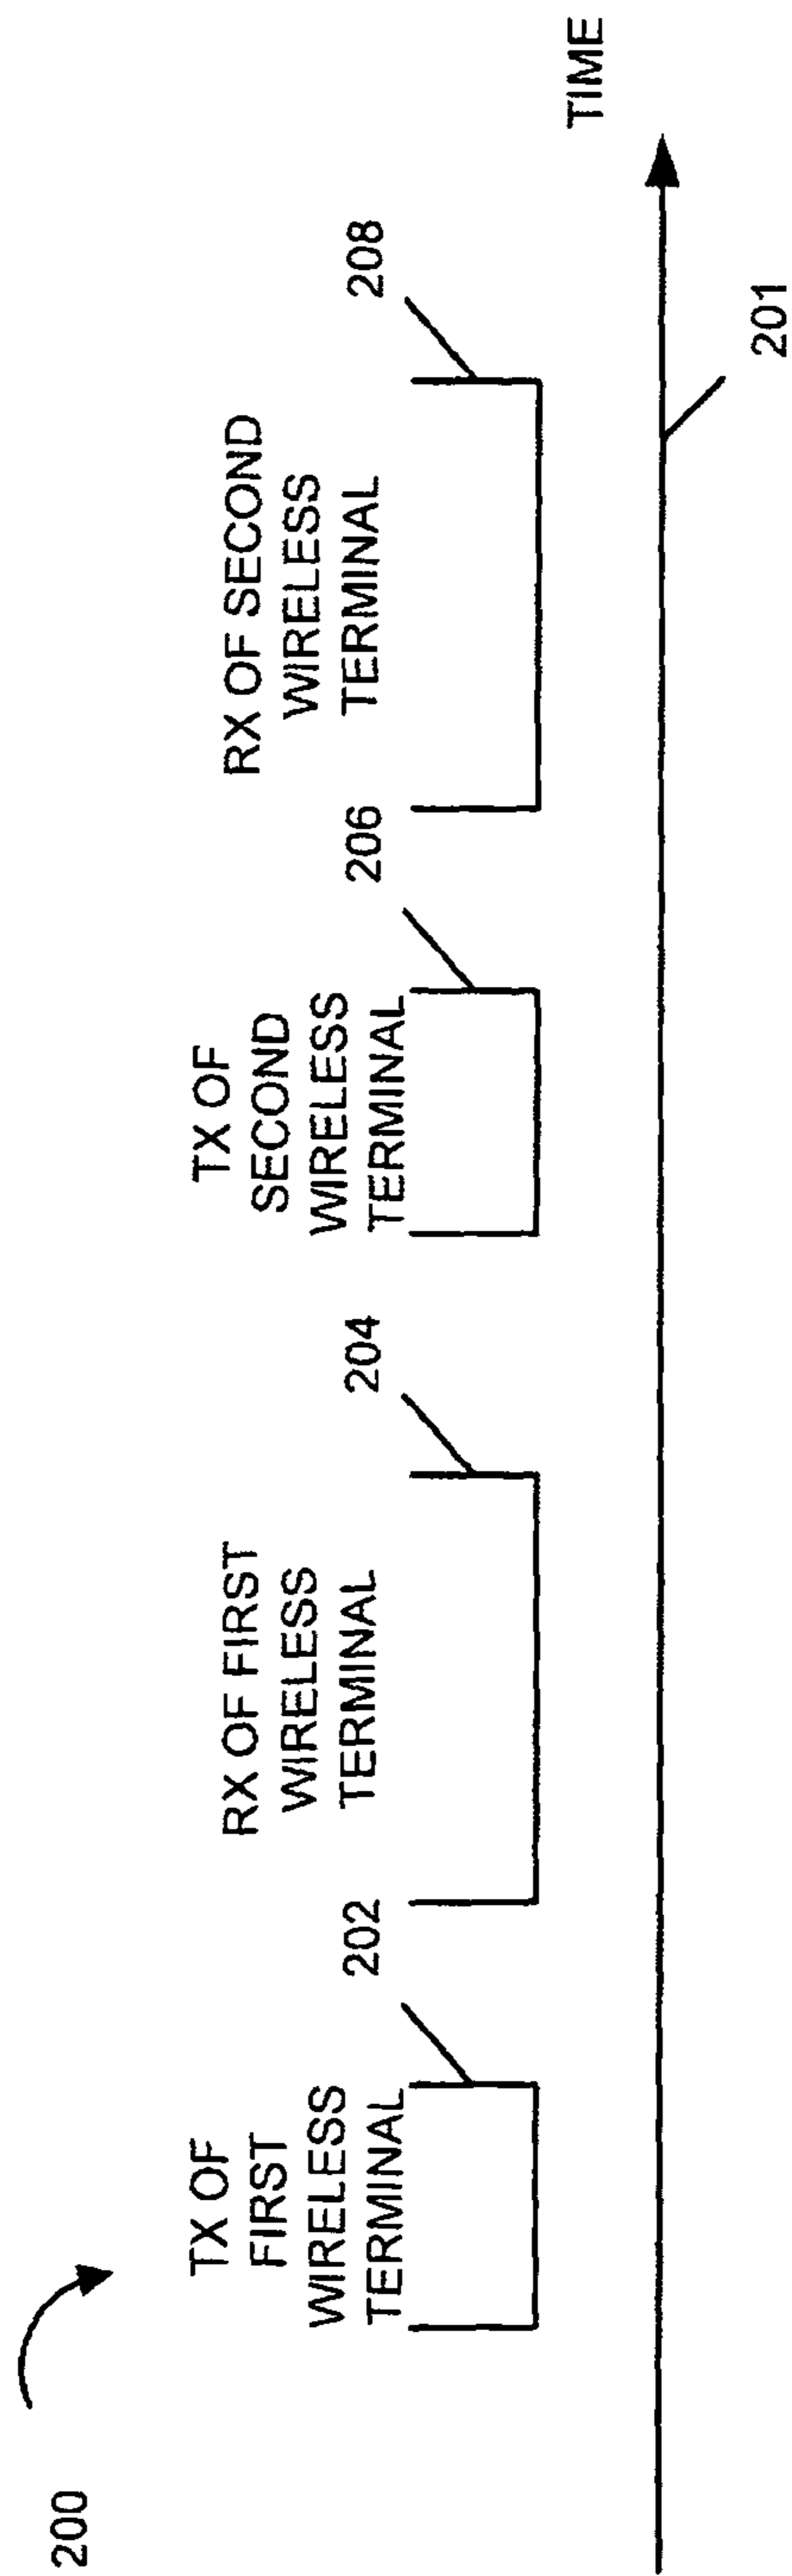 200
TX OF
FIRST
WIRELESS
TERMINAL
202
RX OF FIRST
WIRELESS
TERMINAL
204
TX OF
SECOND
WIRELESS
TERMINAL
206
RX OF SECOND
WIRELESS
TERMINAL
208
TIME
201